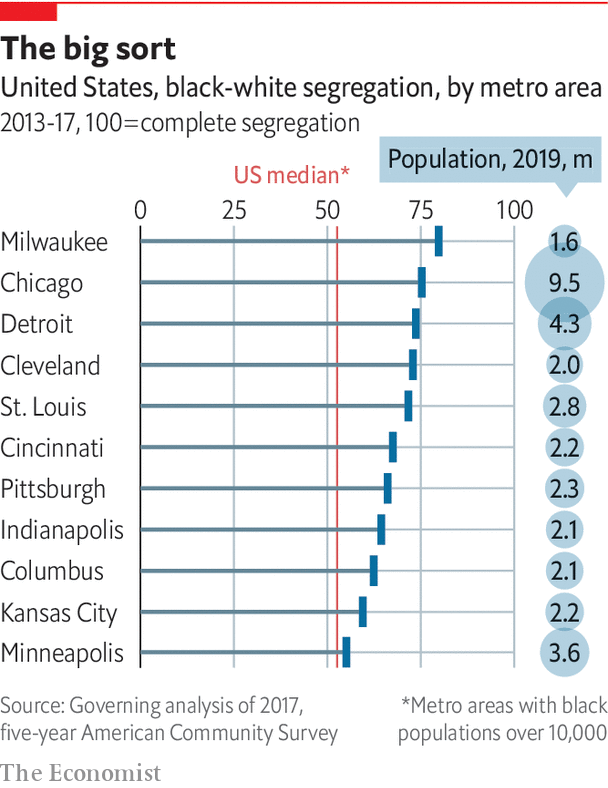 The big sort
United States, black-white segregation, by metro area
2013-17, 100=complete segregation
Population, 2019, m
US median*
0 25 50 75 100
Milwaukee 1.6
Chicago 9.5
Detroit 4.3
Cleveland 2.0
St. Louis 2.8
Cincinnati 2.2
Pittsburgh 2.3
Indianapolis 2.1
Columbus 2.1
Kansas City 2.2
Minneapolis 3.6
Source: Governing analysis of 2017,
five-year American Community Survey
*Metro areas with black
populations over 10,000
The Economist